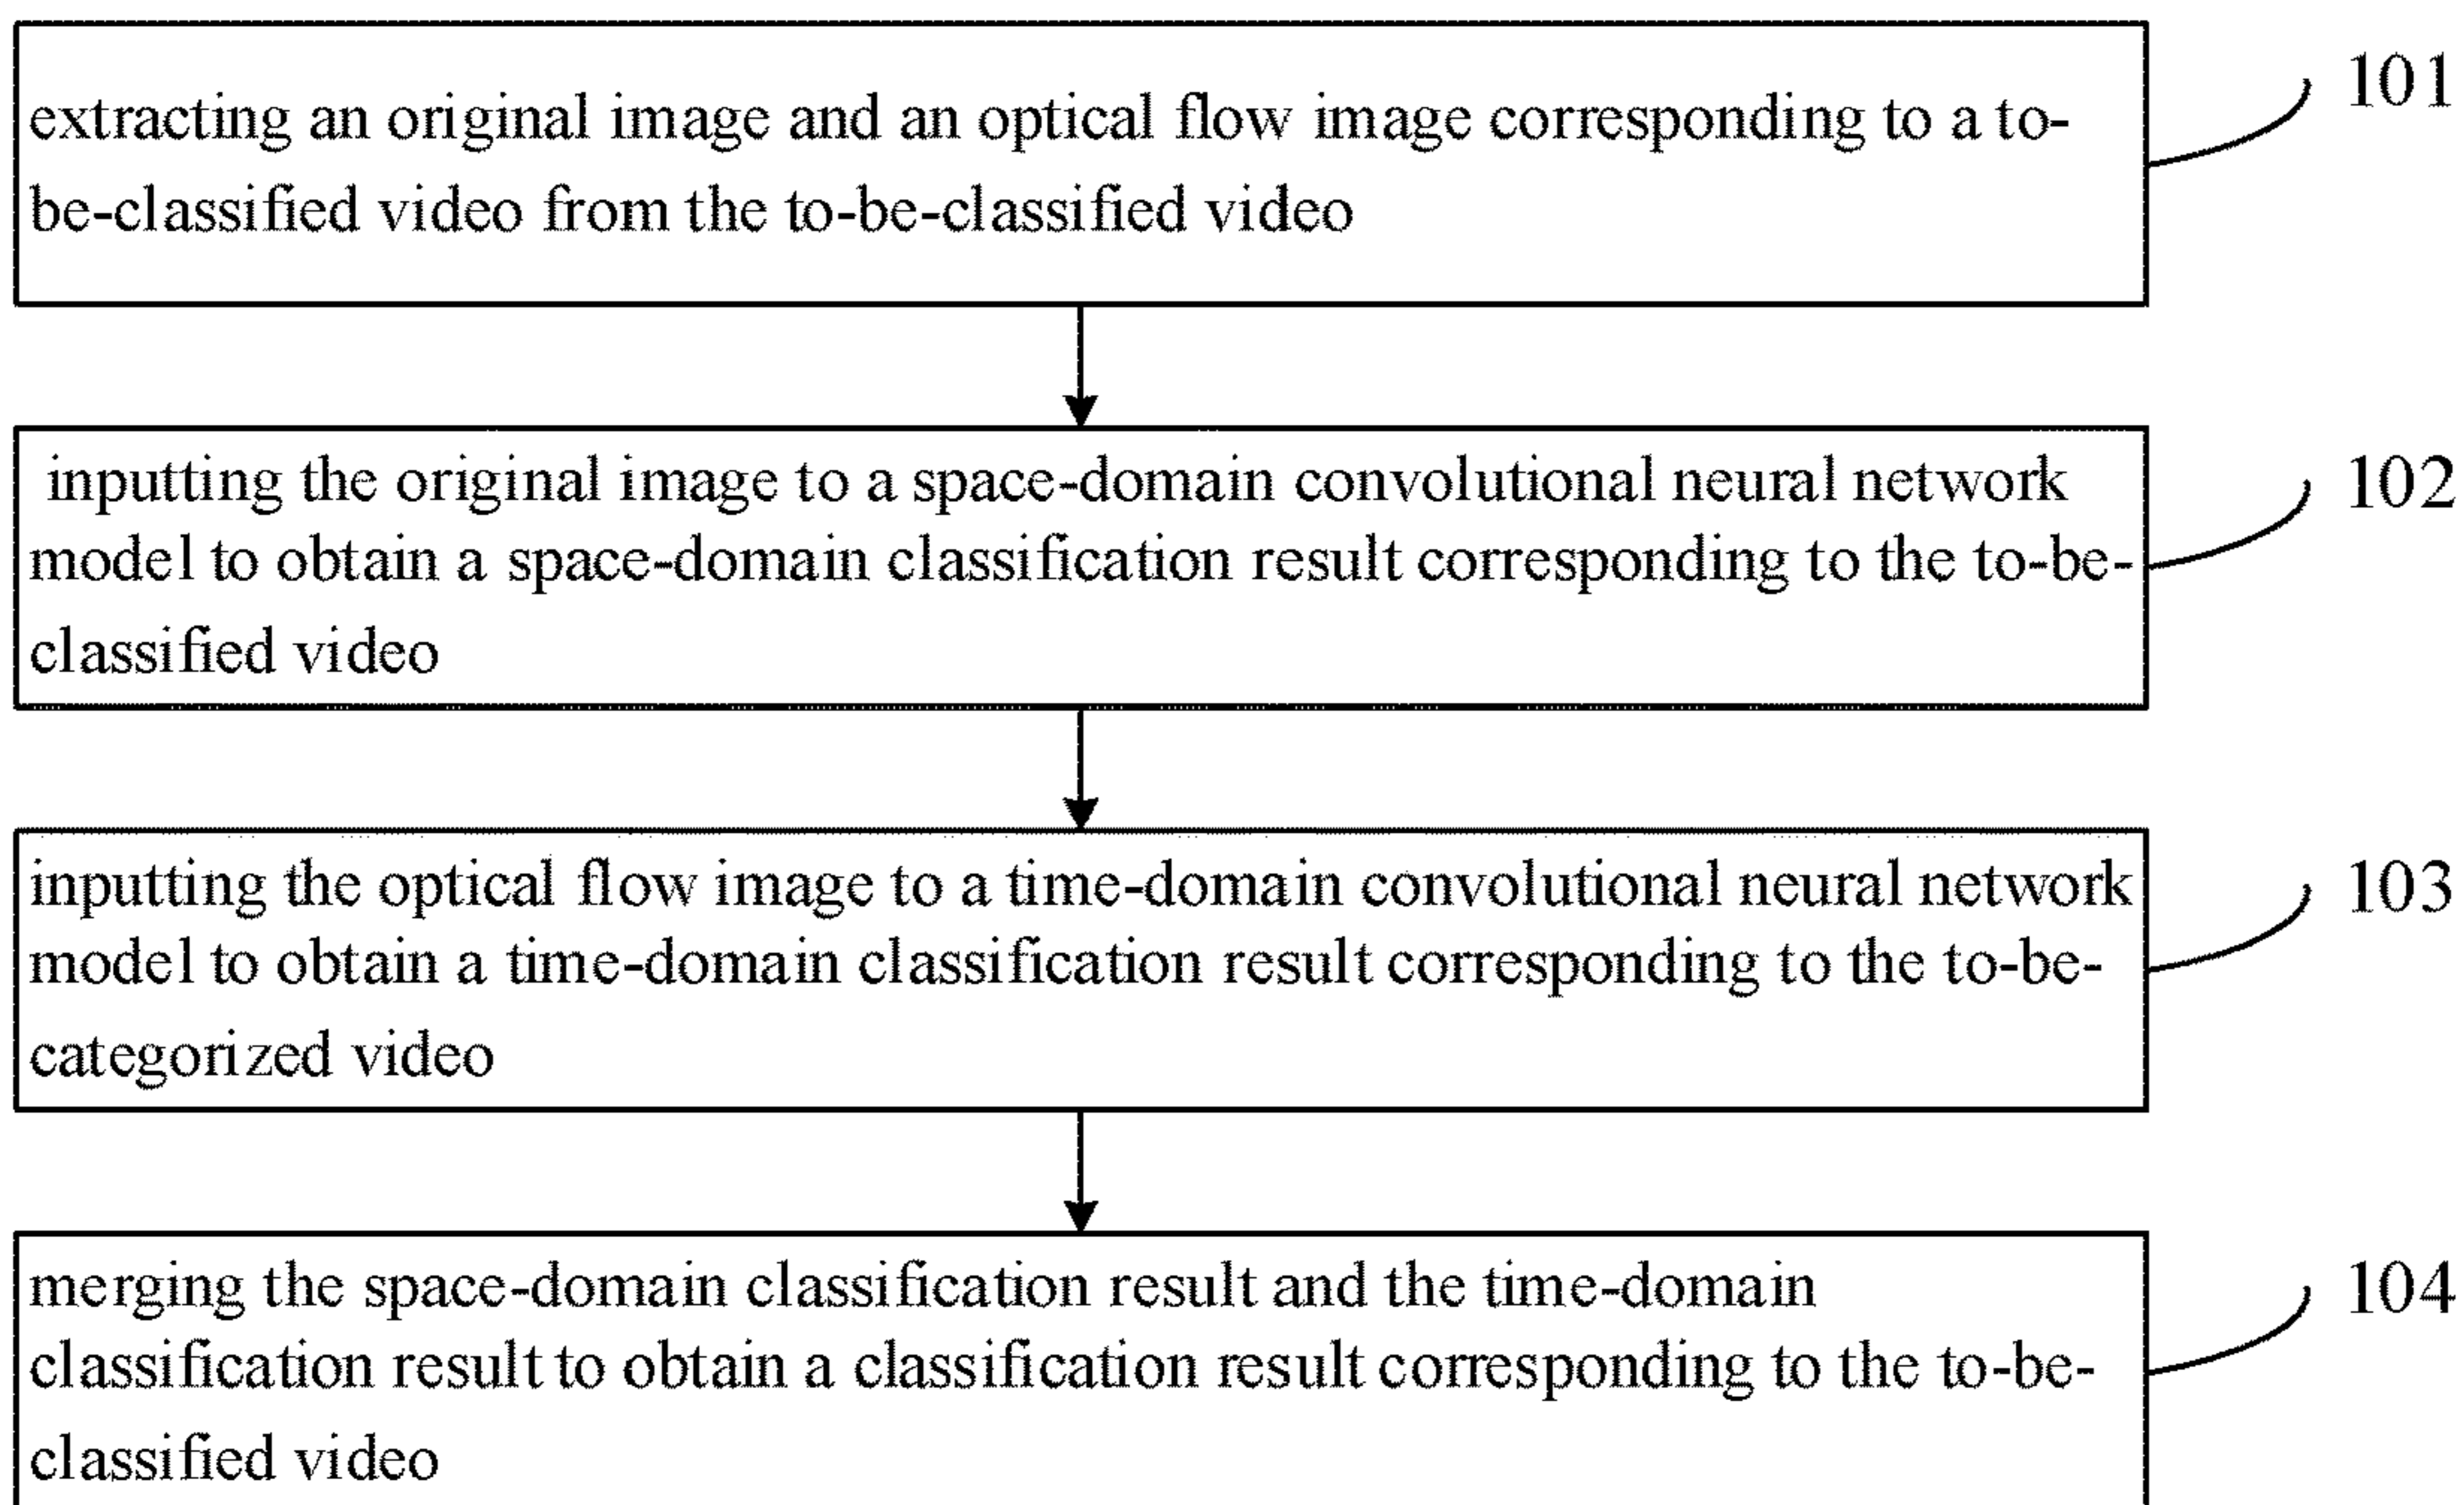 extracting an original image and an optical flow image corresponding to a to-
be-classified video from the to-be-classified video
101
inputting the original image to a space-domain convolutional neural network
model to obtain a space-domain classification result corresponding to the to-be-
classified video
102
inputting the optical flow image to a time-domain convolutional neural network
model to obtain a time-domain classification result corresponding to the to-be-
categorized video
103
merging the space-domain classification result and the time-domain
classification result to obtain a classification result corresponding to the to-be-
classified video
104